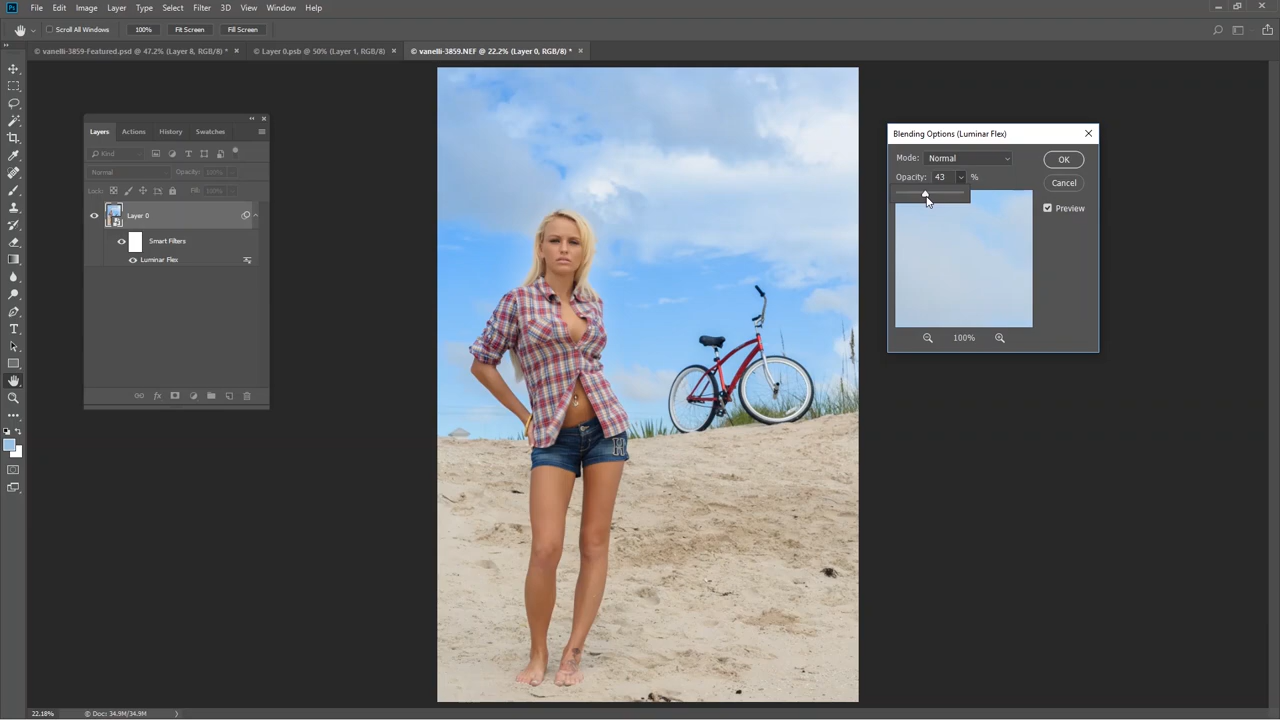 Ps File Edit Image Layer Type Select Filter 3D View Window Help
Scroll All Windows 100% Fit Screen Fill Screen
© vanelli-3859-Featured.psd @ 47.2% (Layer 8, RGB/8) * × © Layer 0.psb @ 50% (Layer 1, RGB/8) × © vanelli-3859.NEF @ 22.2% (Layer 0, RGB/8) * ×
Layers Actions History Swatches
Kind
Normal Opacity: 100%
Lock: Fill: 100%
Layer 0
Smart Filters
Luminar Flex
Blending Options (Luminar Flex)
Mode: Normal OK
Opacity: 43 %
Cancel
Preview
100%
H
22.18% © Doc: 34.9M/34.9M